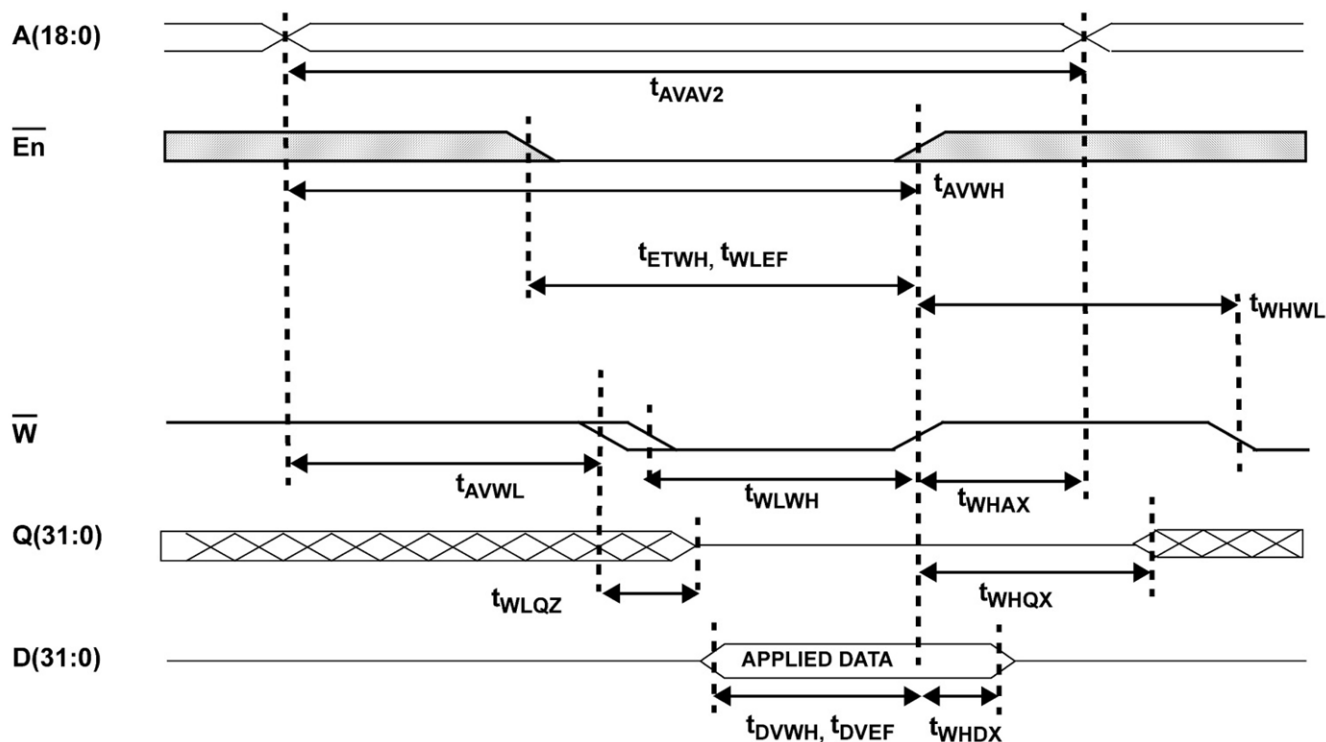 A(18:0)
tAVAV2
En
tAVWH
tETWH, tWLEF
tWHWL
W
tAVWL
tWLWH
tWHAX
Q(31:0)
tWLQZ
tWHQX
D(31:0)
APPLIED DATA
tDVWH, tDVEF
tWHDX